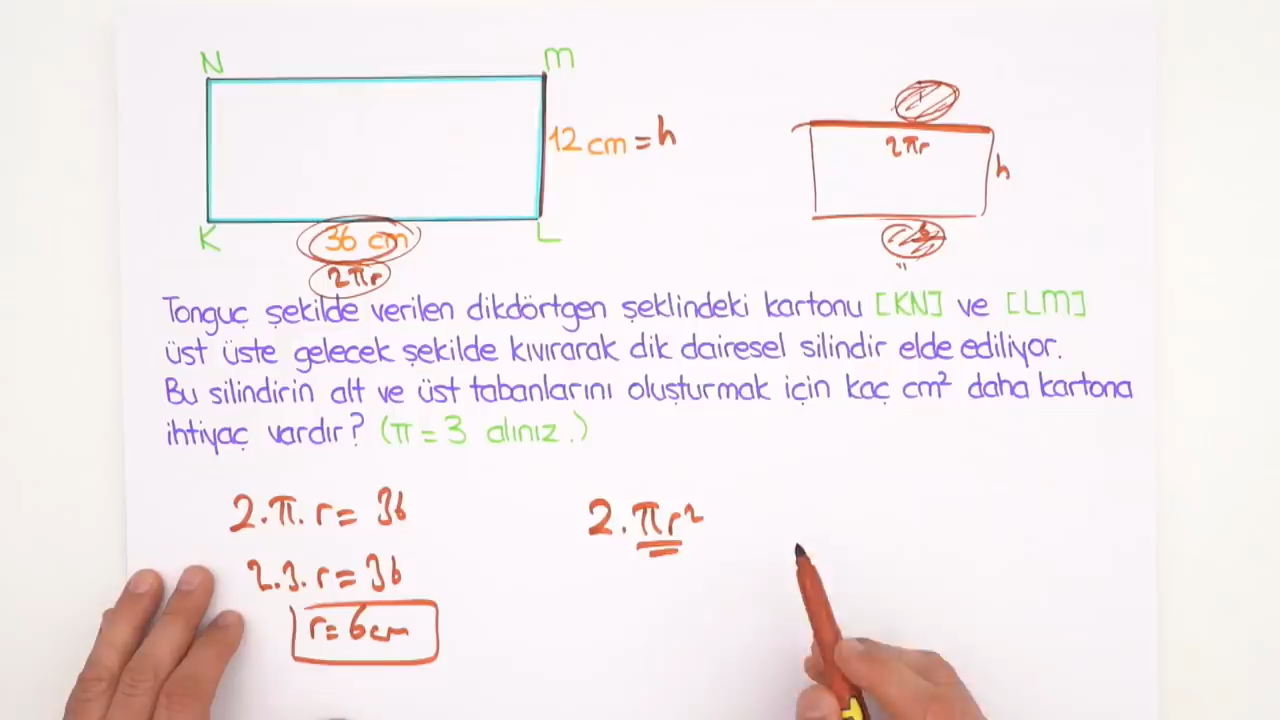 N
M
12 cm = h
2πr
h
K
36 cm
L
2πr
Tonguç şekilde verilen dikdörtgen şeklindeki kartonu [KN] ve [LM]
üst üste gelecek şekilde kıvırarak dik dairesel silindir elde ediliyor.
Bu silindirin alt ve üst tabanlarını oluşturmak için kaç cm² daha kartona
ihtiyaç vardır? (π = 3 alınız.)
2.π.r = 36
2.πr²
2.3.r = 36
r = 6cm